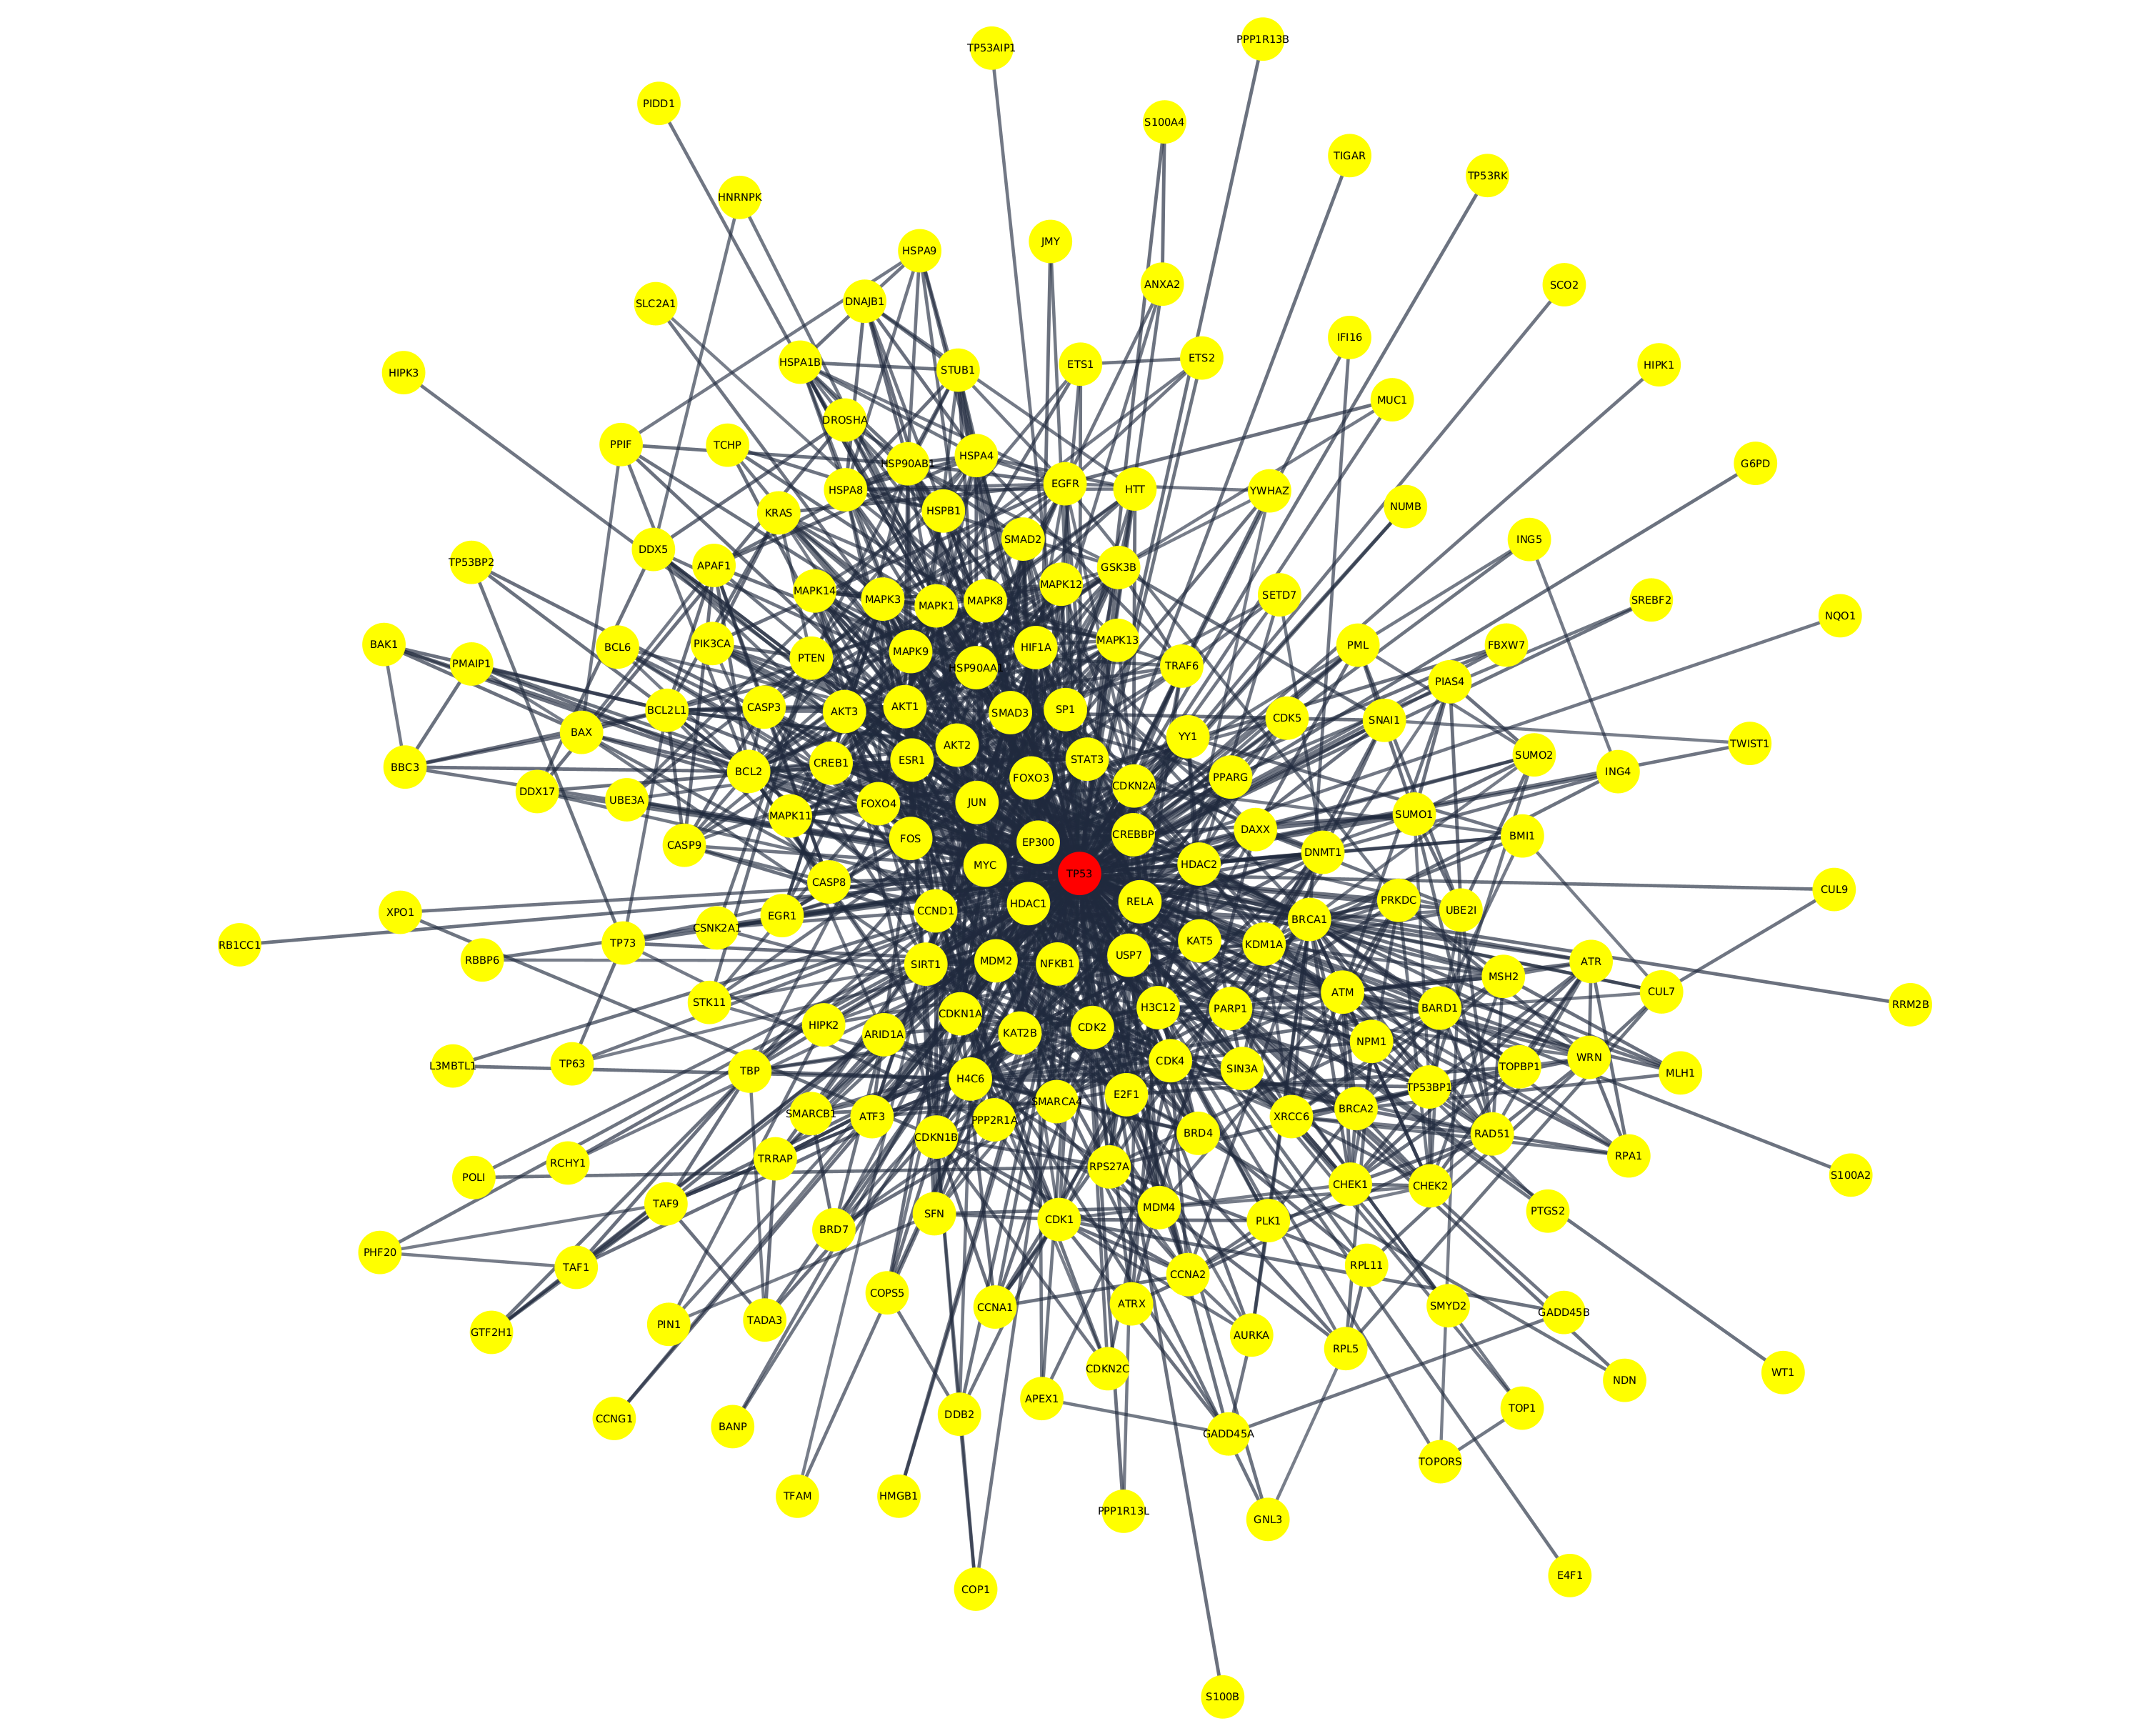 PPP1R13B
TP53AIP1
PIDD1
S100A4
TIGAR
TP53RK
HNRNPK
JMY
HSPA9
ANXA2
SCO2
DNAJB1
SLC2A1
IFI16
ETS2
HSPA1B
ETS1
HIPK1
STUB1
HIPK3
MUC1
DROSHA
PPIF
TCHP
HSPA4
HSP90AB1
G6PD
EGFR
HTT
HSPA8
YWHAZ
NUMB
HSPB1
KRAS
SMAD2
ING5
DDX5
TP53BP2
APAF1
GSK3B
MAPK12
MAPK14
SETD7
MAPK3
MAPK8
SREBF2
MAPK1
NQO1
MAPK13
PIK3CA
BAK1
PML
FBXW7
BCL6
HIF1A
MAPK9
PTEN
PMAIP1
TRAF6
HSP90AA1
PIAS4
AKT1
CASP3
SP1
BCL2L1
AKT3
SMAD3
CDK5
SNAI1
BAX
YY1
TWIST1
AKT2
SUMO2
ESR1
STAT3
CREB1
BBC3
BCL2
ING4
PPARG
FOXO3
CDKN2A
DDX17
UBE3A
JUN
FOXO4
SUMO1
MAPK11
DAXX
CREBBP
BMI1
FOS
EP300
CASP9
DNMT1
HDAC2
MYC
TP53
CASP8
CUL9
PRKDC
RELA
HDAC1
UBE2I
CCND1
XPO1
EGR1
BRCA1
CSNK2A1
KAT5
TP73
KDM1A
RB1CC1
USP7
RBBP6
MDM2
ATR
NFKB1
SIRT1
MSH2
CUL7
ATM
STK11
RRM2B
H3C12
BARD1
PARP1
CDKN1A
HIPK2
CDK2
KAT2B
ARID1A
NPM1
WRN
CDK4
TP63
L3MBTL1
TOPBP1
SIN3A
TBP
MLH1
H4C6
TP53BP1
E2F1
SMARCA4
BRCA2
SMARCB1
ATF3
XRCC6
PPP2R1A
BRD4
RAD51
CDKN1B
RPA1
TRRAP
RCHY1
RPS27A
S100A2
POLI
CHEK1
CHEK2
TAF9
MDM4
PTGS2
SFN
CDK1
PLK1
BRD7
PHF20
RPL11
TAF1
CCNA2
COPS5
ATRX
SMYD2
CCNA1
GADD45B
TADA3
PIN1
GTF2H1
AURKA
RPL5
CDKN2C
WT1
NDN
APEX1
TOP1
DDB2
CCNG1
BANP
GADD45A
TOPORS
TFAM
HMGB1
PPP1R13L
GNL3
E4F1
COP1
S100B